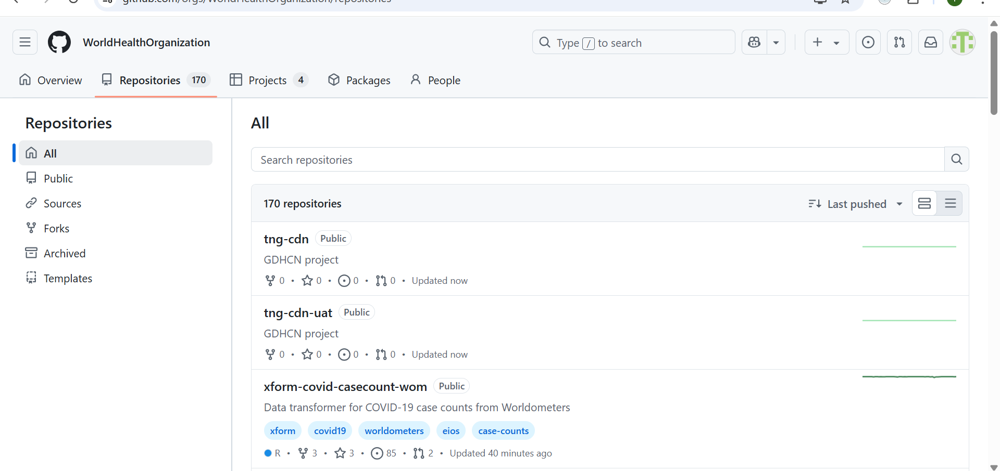 github.com/orgs/WorldHealthOrganization/repositories
WorldHealthOrganization
Type / to search
Overview
Repositories 170
Projects 4
Packages
People
Repositories
All
Public
Sources
Forks
Archived
Templates
All
Search repositories
170 repositories
Last pushed
tng-cdn Public
GDHCN project
0 • 0 • 0 • 0 • Updated now
tng-cdn-uat Public
GDHCN project
0 • 0 • 0 • 0 • Updated now
xform-covid-casecount-wom Public
Data transformer for COVID-19 case counts from Worldometers
xform covid19 worldometers eios case-counts
R • 3 • 3 • 85 • 2 • Updated 40 minutes ago